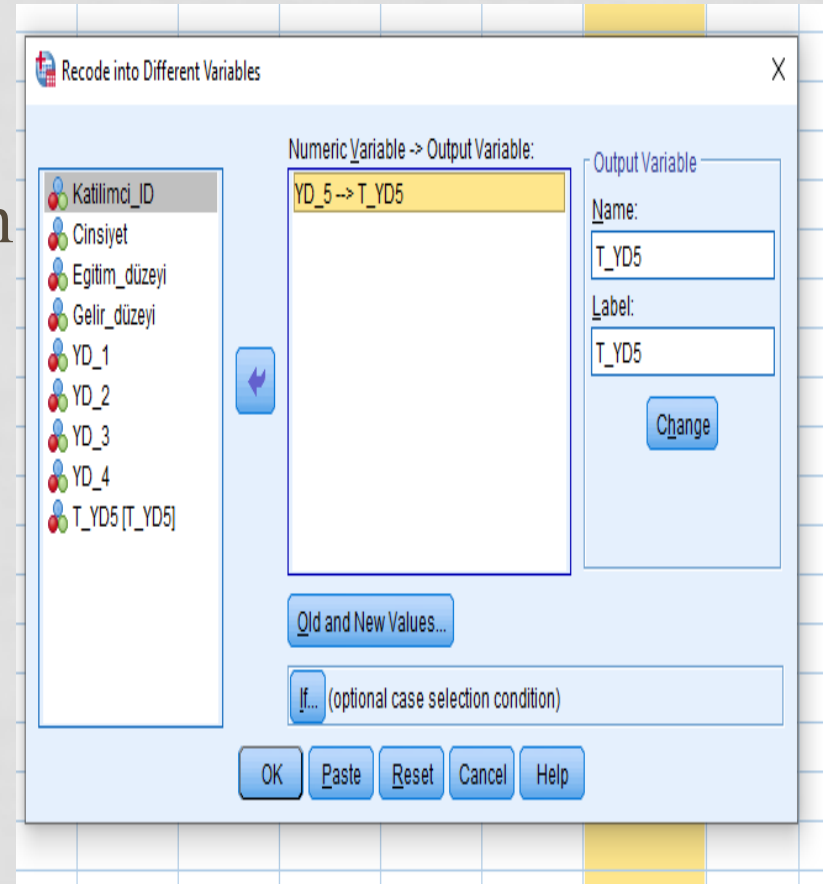 Recode into Different Variables
n
Katilimci_ID
Cinsiyet
Egitim_düzeyi
Gelir_düzeyi
YD_1
YD_2
YD_3
YD_4
T_YD5 [T_YD5]
Numeric Variable -> Output Variable:
YD_5 --> T_YD5
Output Variable
Name:
T_YD5
Label:
T_YD5
Change
Old and New Values...
If... (optional case selection condition)
OK Paste Reset Cancel Help